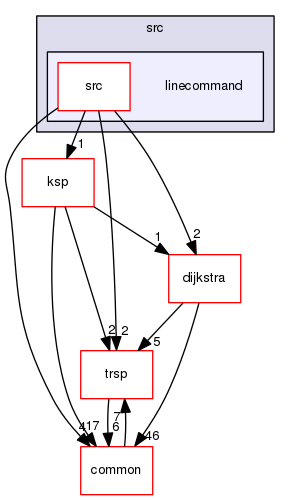 src
src
linecommand
1
ksp
1
2
dijkstra
2
2
5
trsp
7
6
4
17
46
common